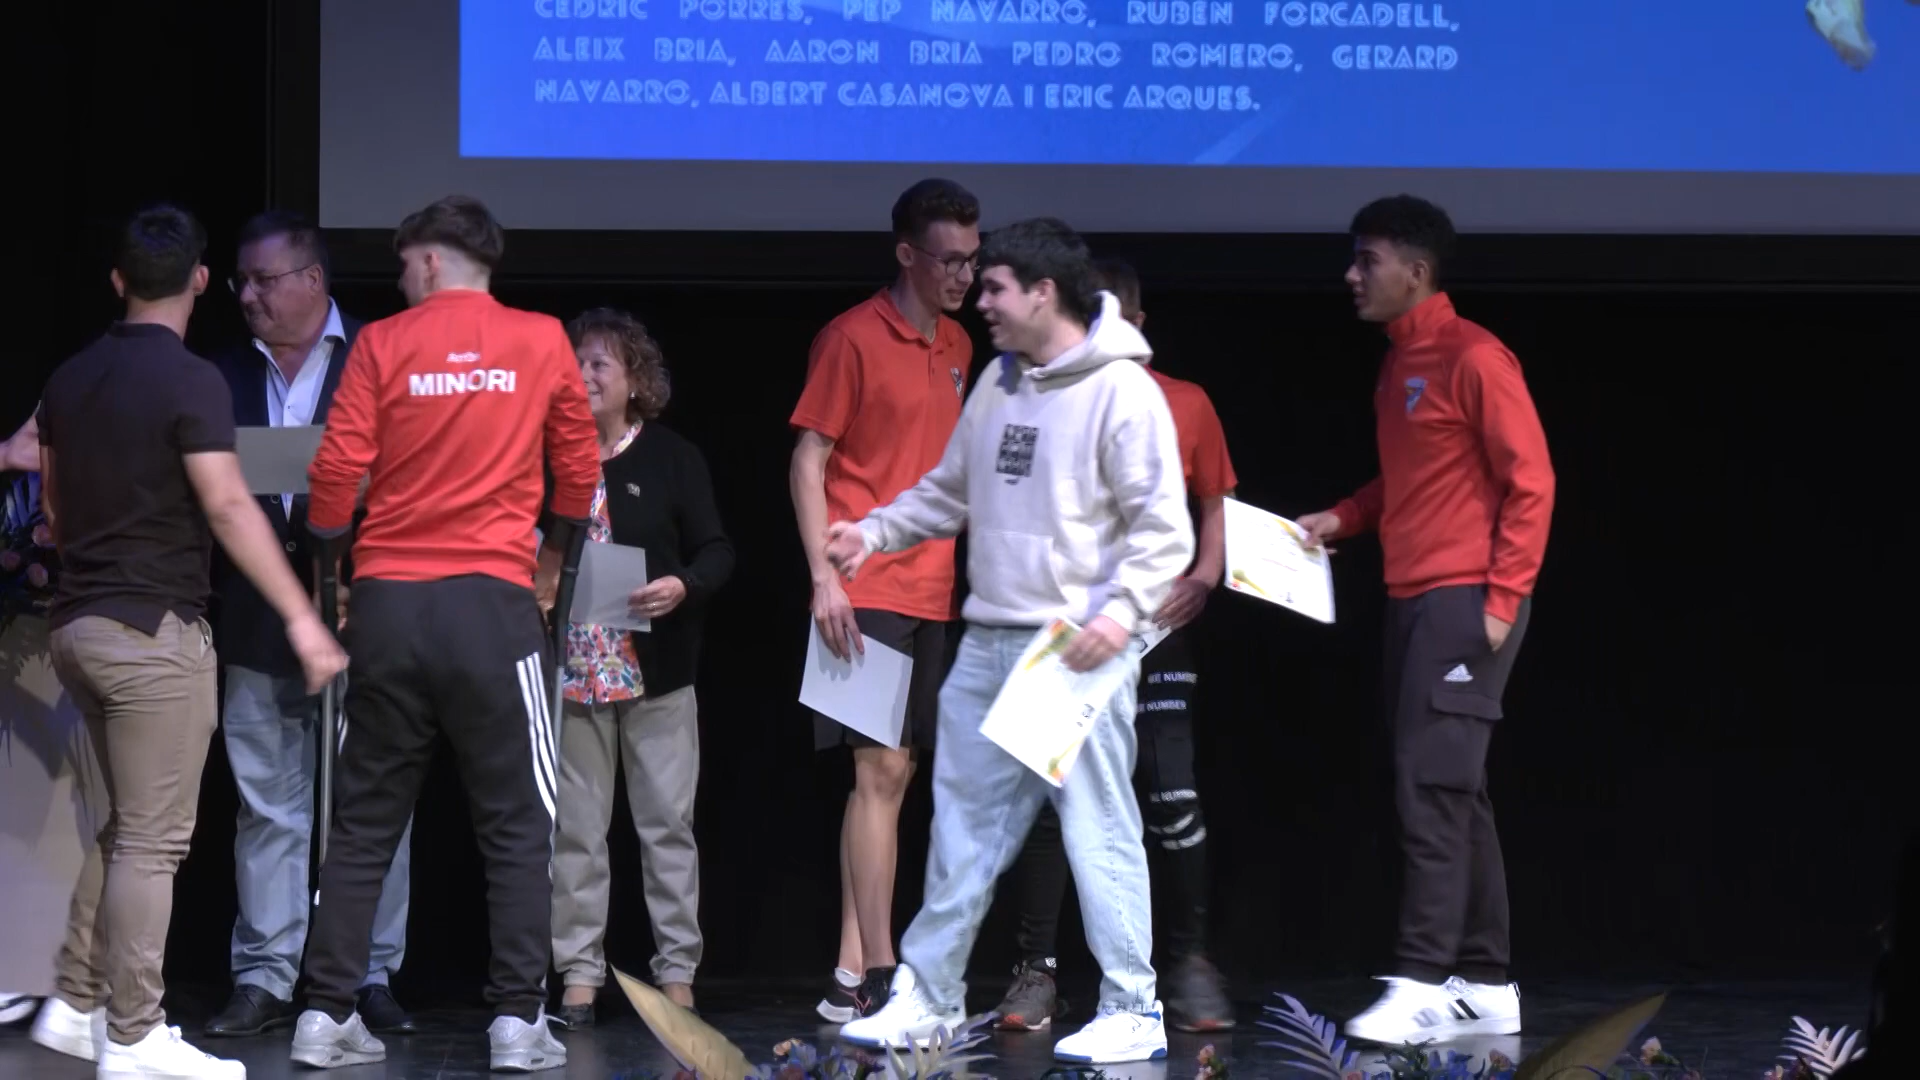 CEDRIC PORRES, PEP NAVARRO, RUBEN FORCADELL,
ALEIX BRIA, AARON BRIA PEDRO ROMERO, GERARD
NAVARRO, ALBERT CASANOVA I ERIC ARQUES.
MINORI